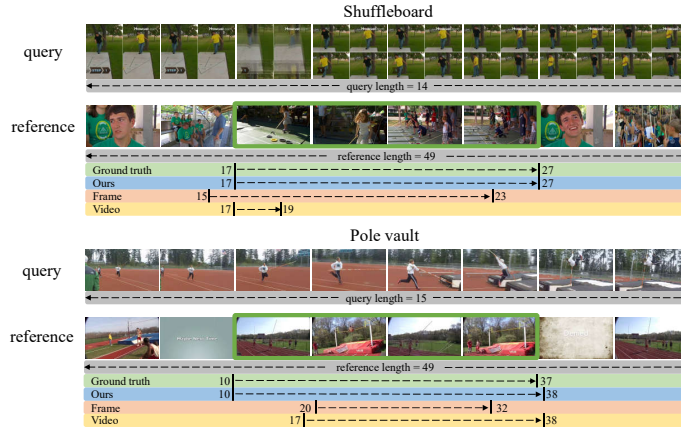 Shuffleboard
query
query length = 14
reference
reference length = 49
Ground truth 17 27
Ours 17 27
Frame 15 23
Video 17 19
Pole vault
query
query length = 15
reference
reference length = 49
Ground truth 10 37
Ours 10 38
Frame 20 32
Video 17 38